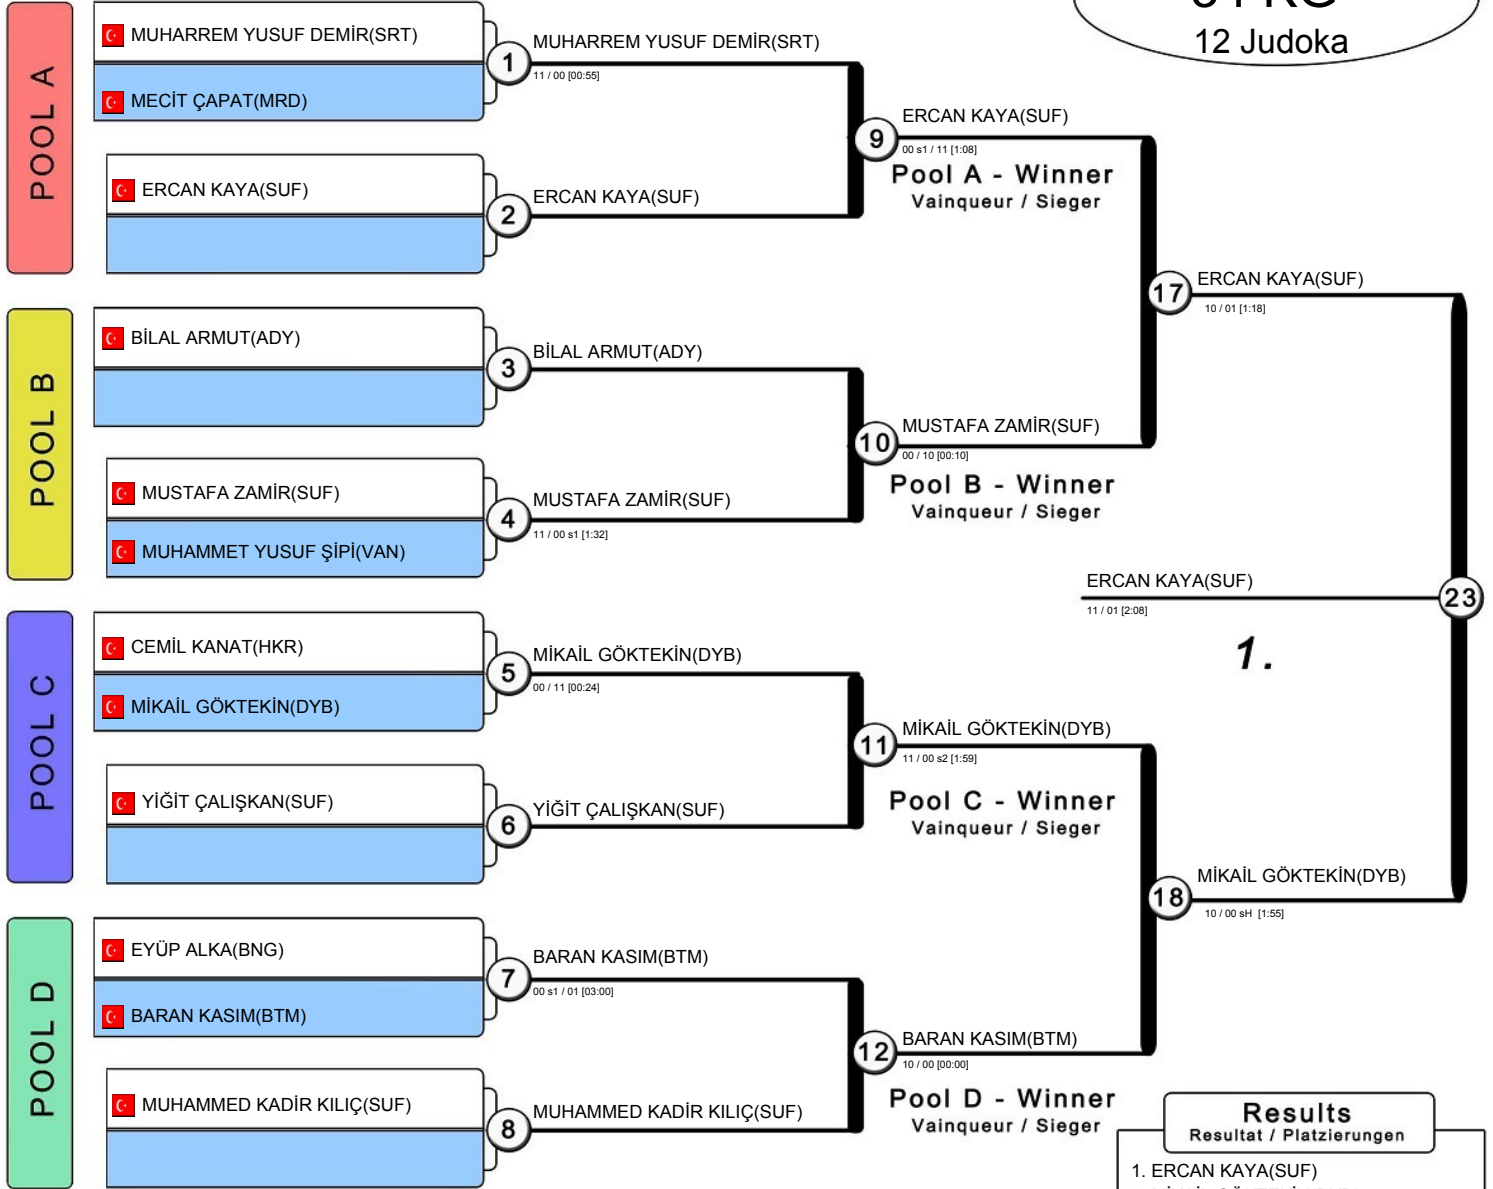 12 Judoka
POOL A
MUHARREM YUSUF DEMİR(SRT)
MECİT ÇAPAT(MRD)
1
MUHARREM YUSUF DEMİR(SRT)
11 / 00 [00:55]
ERCAN KAYA(SUF)
2
ERCAN KAYA(SUF)
9
ERCAN KAYA(SUF)
00 s1 / 11 [1:08]
Pool A - Winner
Vainqueur / Sieger
POOL B
BİLAL ARMUT(ADY)
3
BİLAL ARMUT(ADY)
MUSTAFA ZAMİR(SUF)
MUHAMMET YUSUF ŞİPİ(VAN)
4
MUSTAFA ZAMİR(SUF)
11 / 00 s1 [1:32]
10
MUSTAFA ZAMİR(SUF)
00 / 10 [00:10]
Pool B - Winner
Vainqueur / Sieger
17
ERCAN KAYA(SUF)
10 / 01 [1:18]
POOL C
CEMİL KANAT(HKR)
MİKAİL GÖKTEKİN(DYB)
5
MİKAİL GÖKTEKİN(DYB)
00 / 11 [00:24]
YİĞİT ÇALIŞKAN(SUF)
6
YİĞİT ÇALIŞKAN(SUF)
11
MİKAİL GÖKTEKİN(DYB)
11 / 00 s2 [1:59]
Pool C - Winner
Vainqueur / Sieger
POOL D
EYÜP ALKA(BNG)
BARAN KASIM(BTM)
7
BARAN KASIM(BTM)
00 s1 / 01 [03:00]
MUHAMMED KADİR KILIÇ(SUF)
8
MUHAMMED KADİR KILIÇ(SUF)
12
BARAN KASIM(BTM)
10 / 00 [00:00]
Pool D - Winner
Vainqueur / Sieger
18
MİKAİL GÖKTEKİN(DYB)
10 / 00 sH [1:55]
ERCAN KAYA(SUF)
23
11 / 01 [2:08]
1.
Results
Resultat / Platzierungen
1. ERCAN KAYA(SUF)